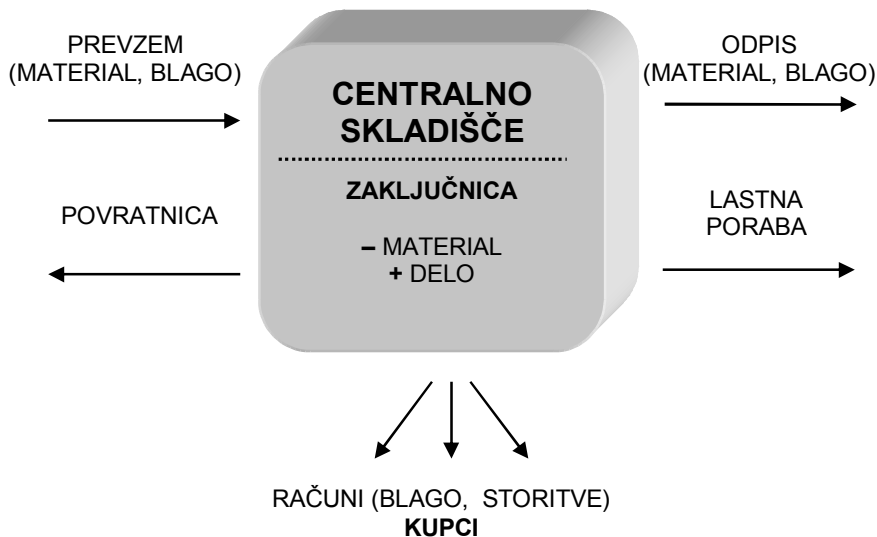 PREVZEM
(MATERIAL, BLAGO)
ODPIS
(MATERIAL, BLAGO)
CENTRALNO
SKLADIŠČE
ZAKLJUČNICA
– MATERIAL
+ DELO
POVRATNICA
LASTNA
PORABA
RAČUNI (BLAGO, STORITVE)
KUPCI